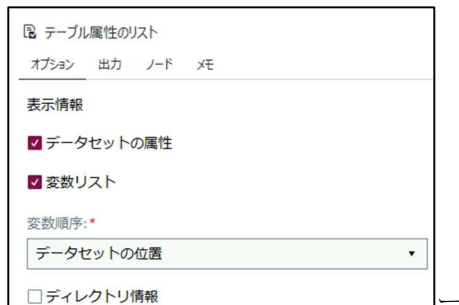 テーブル属性のリスト
オプション 出力 ノード メモ
表示情報
データセットの属性
変数リスト
変数順序:*
データセットの位置
ディレクトリ情報